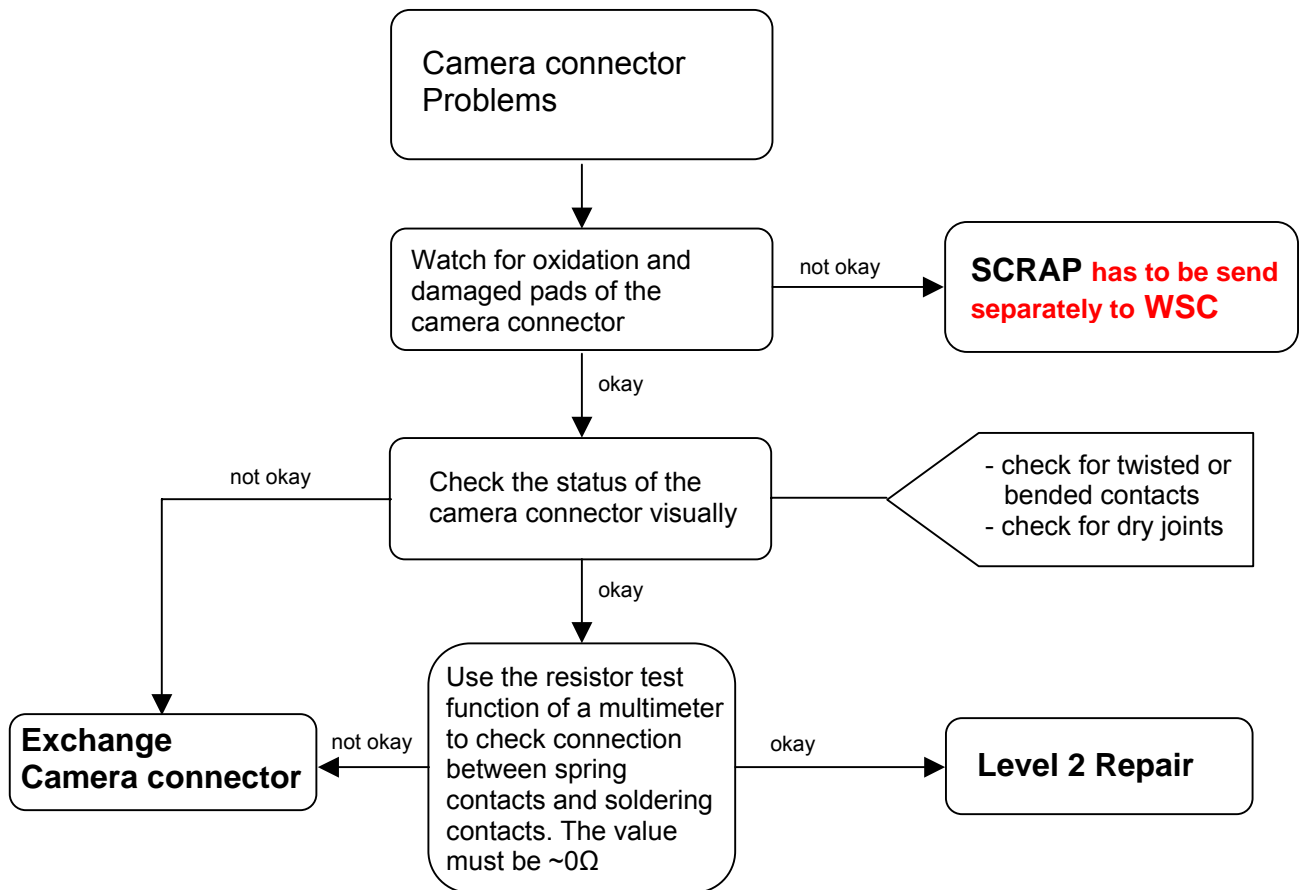 Camera connector
Problems
Watch for oxidation and
damaged pads of the
camera connector
not okay
SCRAP has to be send
separately to WSC
okay
not okay
Check the status of the
camera connector visually
- check for twisted or
bended contacts
- check for dry joints
okay
Use the resistor test
function of a multimeter
to check connection
between spring
contacts and soldering
contacts. The value
must be ~0Ω
not okay
Exchange
Camera connector
okay
Level 2 Repair